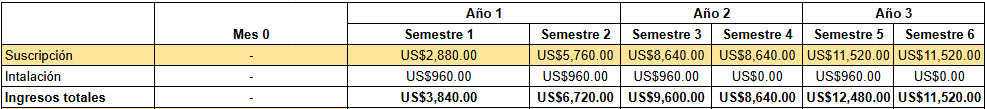 Año 1 Año 2 Año 3
Mes 0 Semestre 1 Semestre 2 Semestre 3 Semestre 4 Semestre 5 Semestre 6
Suscripción - US$2,880.00 US$5,760.00 US$8,640.00 US$8,640.00 US$11,520.00 US$11,520.00
Intalación - US$960.00 US$960.00 US$960.00 US$0.00 US$960.00 US$0.00
Ingresos totales - US$3,840.00 US$6,720.00 US$9,600.00 US$8,640.00 US$12,480.00 US$11,520.00